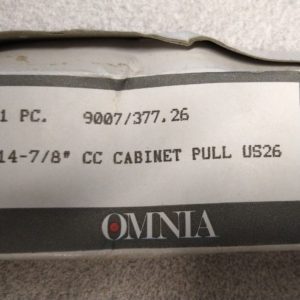 1 PC. 9007/377.26
14-7/8" CC CABINET PULL US26
OMNIA